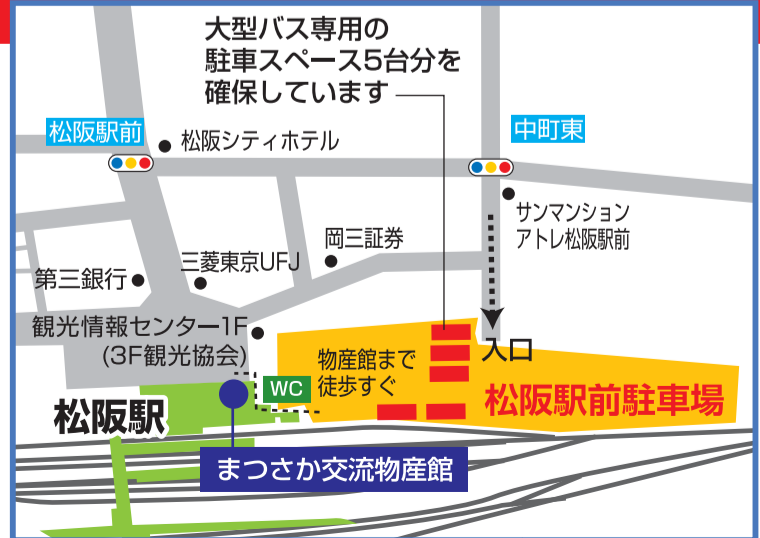 大型バス専用の
駐車スペース5台分を
確保しています
松阪駅前
松阪シティホテル
中町東
サンマンション
アトレ松阪駅前
岡三証券
三菱東京UFJ
第三銀行
観光情報センター1F
(3F観光協会)
物産館まで
徒歩すぐ
入口
WC
松阪駅前駐車場
松阪駅
まつさか交流物産館